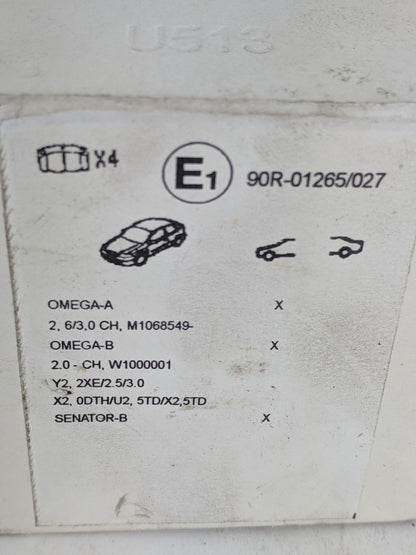 U513
X4
E1 90R-01265/027
OMEGA-A X
2, 6/3,0 CH, M1068549-
OMEGA-B X
2.0 - CH, W1000001
Y2, 2XE/2.5/3.0
X2, 0DTH/U2, 5TD/X2,5TD
SENATOR-B X